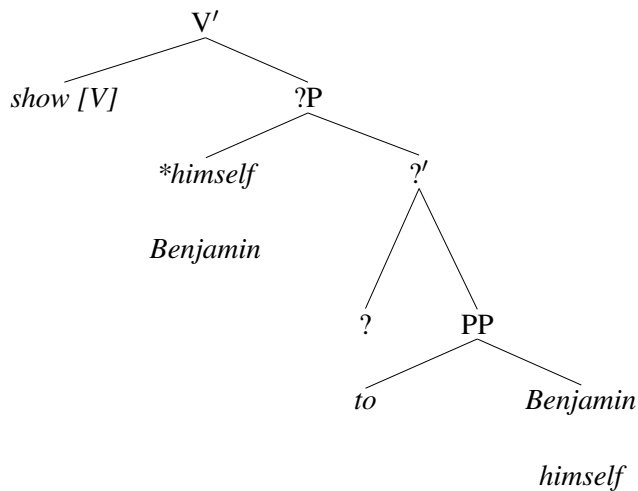 V′
show [V] ?P
*himself ?′
Benjamin
? PP
to Benjamin
himself